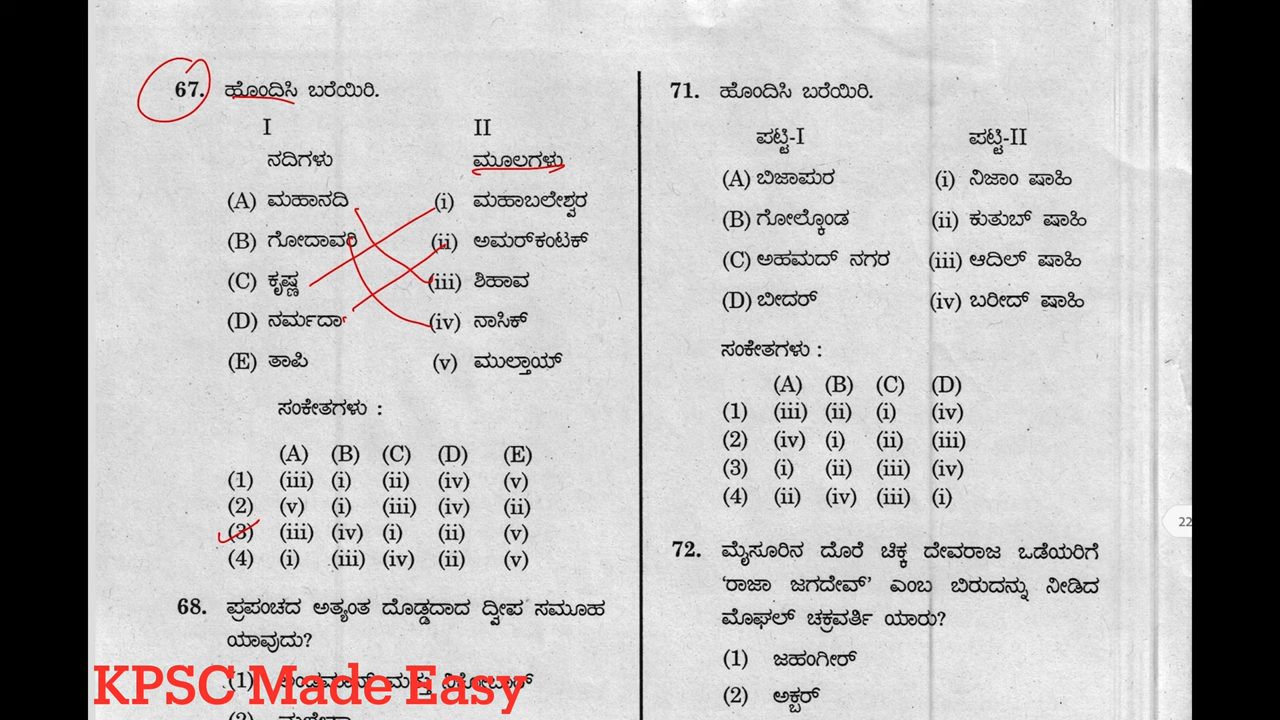 67. ಹೊಂದಿಸಿ ಬರೆಯಿರಿ.
I II
ನದಿಗಳು ಮೂಲಗಳು
(A) ಮಹಾನದಿ (i) ಮಹಾಬಲೇಶ್ವರ
(B) ಗೋದಾವರಿ (ii) ಅಮರ್‌ಕಂಟಕ್
(C) ಕೃಷ್ಣ (iii) ಶಿಹಾವ
(D) ನರ್ಮದಾ (iv) ನಾಸಿಕ್
(E) ತಾಪಿ (v) ಮುಲ್ತಾಯ್
ಸಂಕೇತಗಳು :
(A) (B) (C) (D) (E)
(1) (iii) (i) (ii) (iv) (v)
(2) (v) (i) (iii) (iv) (ii)
(3) (iii) (iv) (i) (ii) (v)
(4) (i) (iii) (iv) (ii) (v)
68. ಪ್ರಪಂಚದ ಅತ್ಯಂತ ದೊಡ್ಡದಾದ ದ್ವೀಪ ಸಮೂಹ
ಯಾವುದು?
(1) ಅಂಡಮಾನ್ ಮತ್ತು ನಿಕೋಬಾರ್
KPSC Made Easy
71. ಹೊಂದಿಸಿ ಬರೆಯಿರಿ.
ಪಟ್ಟಿ-I ಪಟ್ಟಿ-II
(A) ಬಿಜಾಪುರ (i) ನಿಜಾಂ ಷಾಹಿ
(B) ಗೋಲ್ಕೊಂಡ (ii) ಕುತುಬ್ ಷಾಹಿ
(C) ಅಹಮದ್ ನಗರ (iii) ಆದಿಲ್ ಷಾಹಿ
(D) ಬೀದರ್ (iv) ಬರೀದ್ ಷಾಹಿ
ಸಂಕೇತಗಳು :
(A) (B) (C) (D)
(1) (iii) (ii) (i) (iv)
(2) (iv) (i) (ii) (iii)
(3) (i) (ii) (iii) (iv)
(4) (ii) (iv) (iii) (i)
22
72. ಮೈಸೂರಿನ ದೊರೆ ಚಿಕ್ಕ ದೇವರಾಜ ಒಡೆಯರಿಗೆ
'ರಾಜಾ ಜಗದೇವ್' ಎಂಬ ಬಿರುದನ್ನು ನೀಡಿದ
ಮೊಘಲ್ ಚಕ್ರವರ್ತಿ ಯಾರು?
(1) ಜಹಂಗೀರ್
(2) ಅಕ್ಬರ್